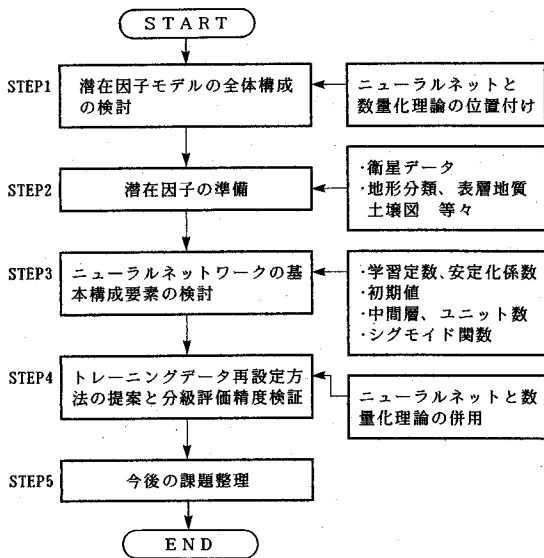 START
STEP1
潜在因子モデルの全体構成
の検討
ニューラルネットと
数量化理論の位置付け
STEP2
潜在因子の準備
・衛星データ
・地形分類、表層地質
土壌図 等々
STEP3
ニューラルネットワークの基
本構成要素の検討
・学習定数、安定化係数
・初期値
・中間層、ユニット数
・シグモイド関数
STEP4
トレーニングデータ再設定方
法の提案と分級評価精度検証
ニューラルネットと数
量化理論の併用
STEP5
今後の課題整理
END